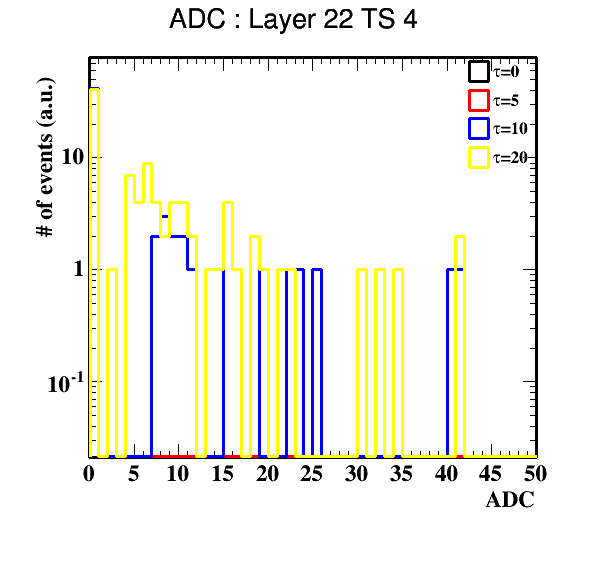 ADC : Layer 22 TS 4
# of events (a.u.)
10
1
10⁻¹
τ=0
τ=5
τ=10
τ=20
0 5 10 15 20 25 30 35 40 45 50
ADC